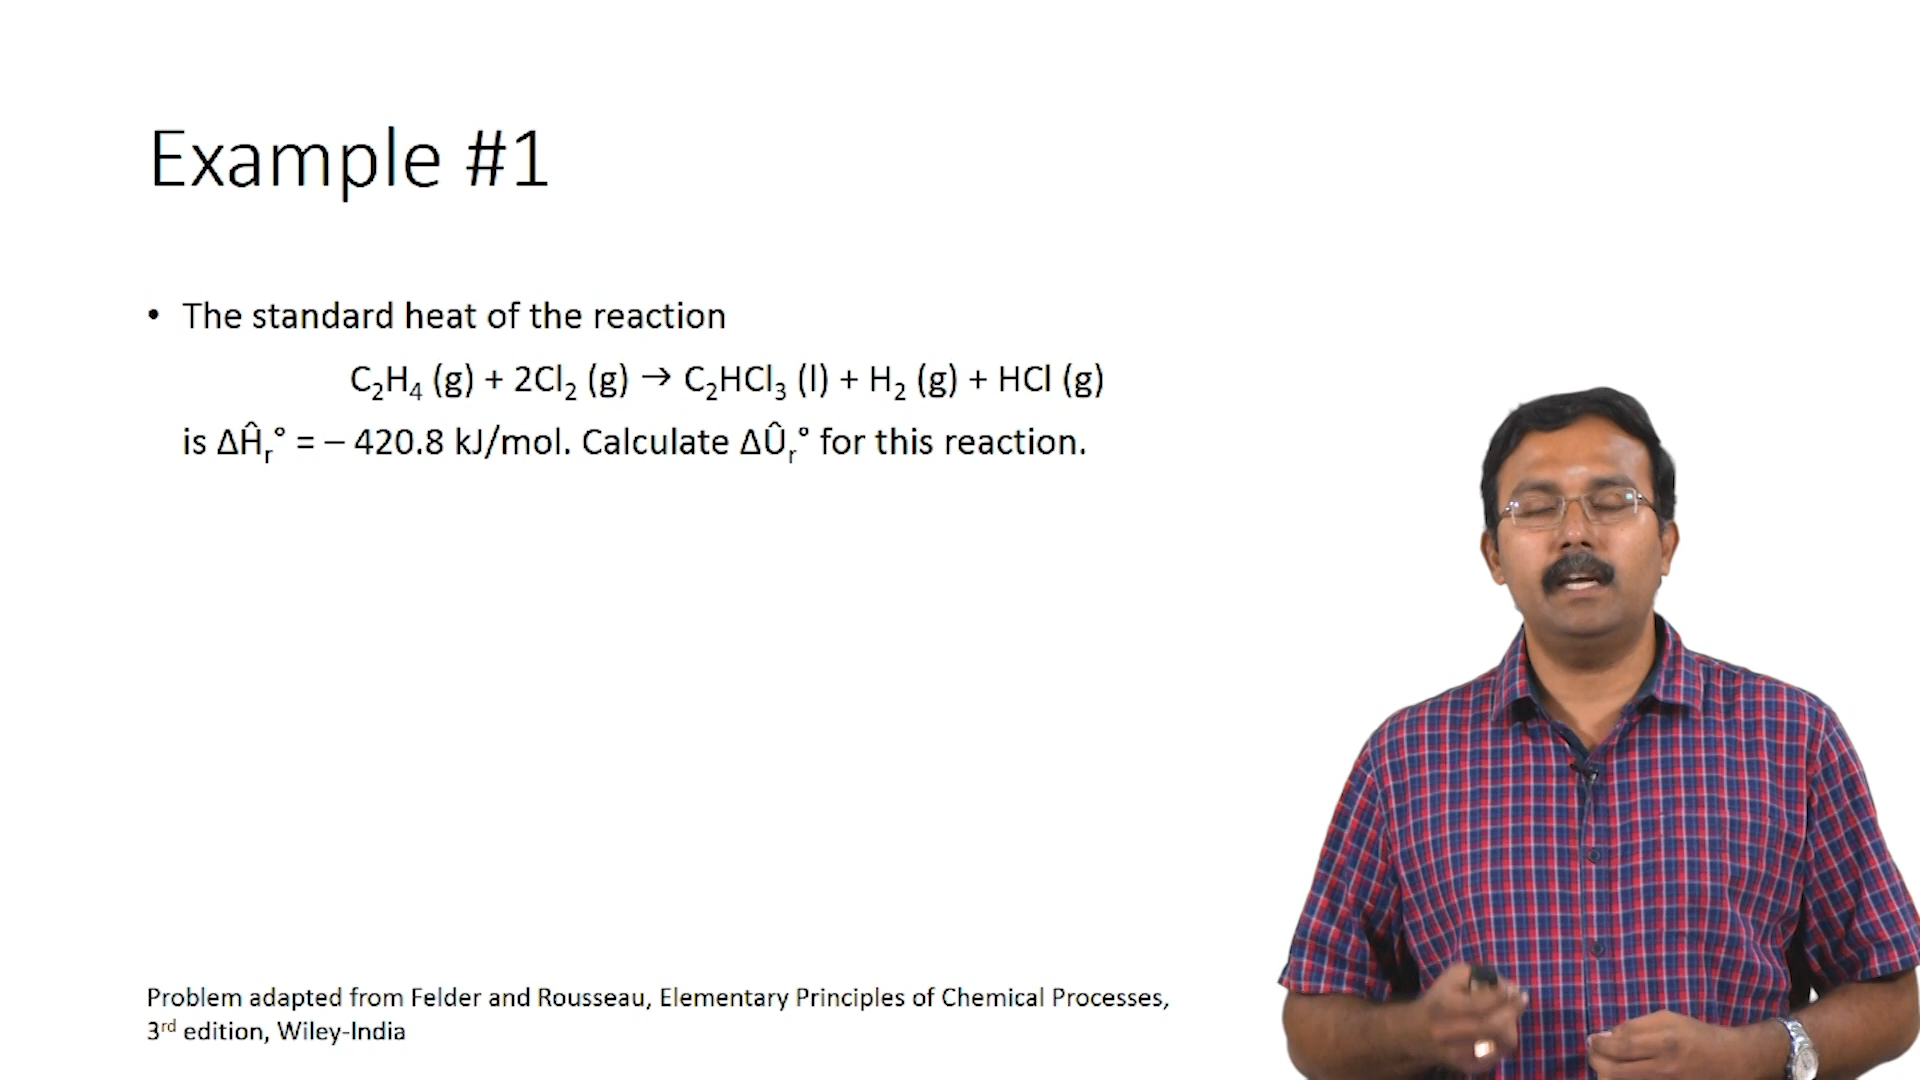 Example #1
• The standard heat of the reaction
C₂H₄ (g) + 2Cl₂ (g) → C₂HCl₃ (l) + H₂ (g) + HCl (g)
is ΔĤᵣ° = – 420.8 kJ/mol. Calculate ΔÛᵣ° for this reaction.
Problem adapted from Felder and Rousseau, Elementary Principles of Chemical Processes,
3ʳᵈ edition, Wiley-India